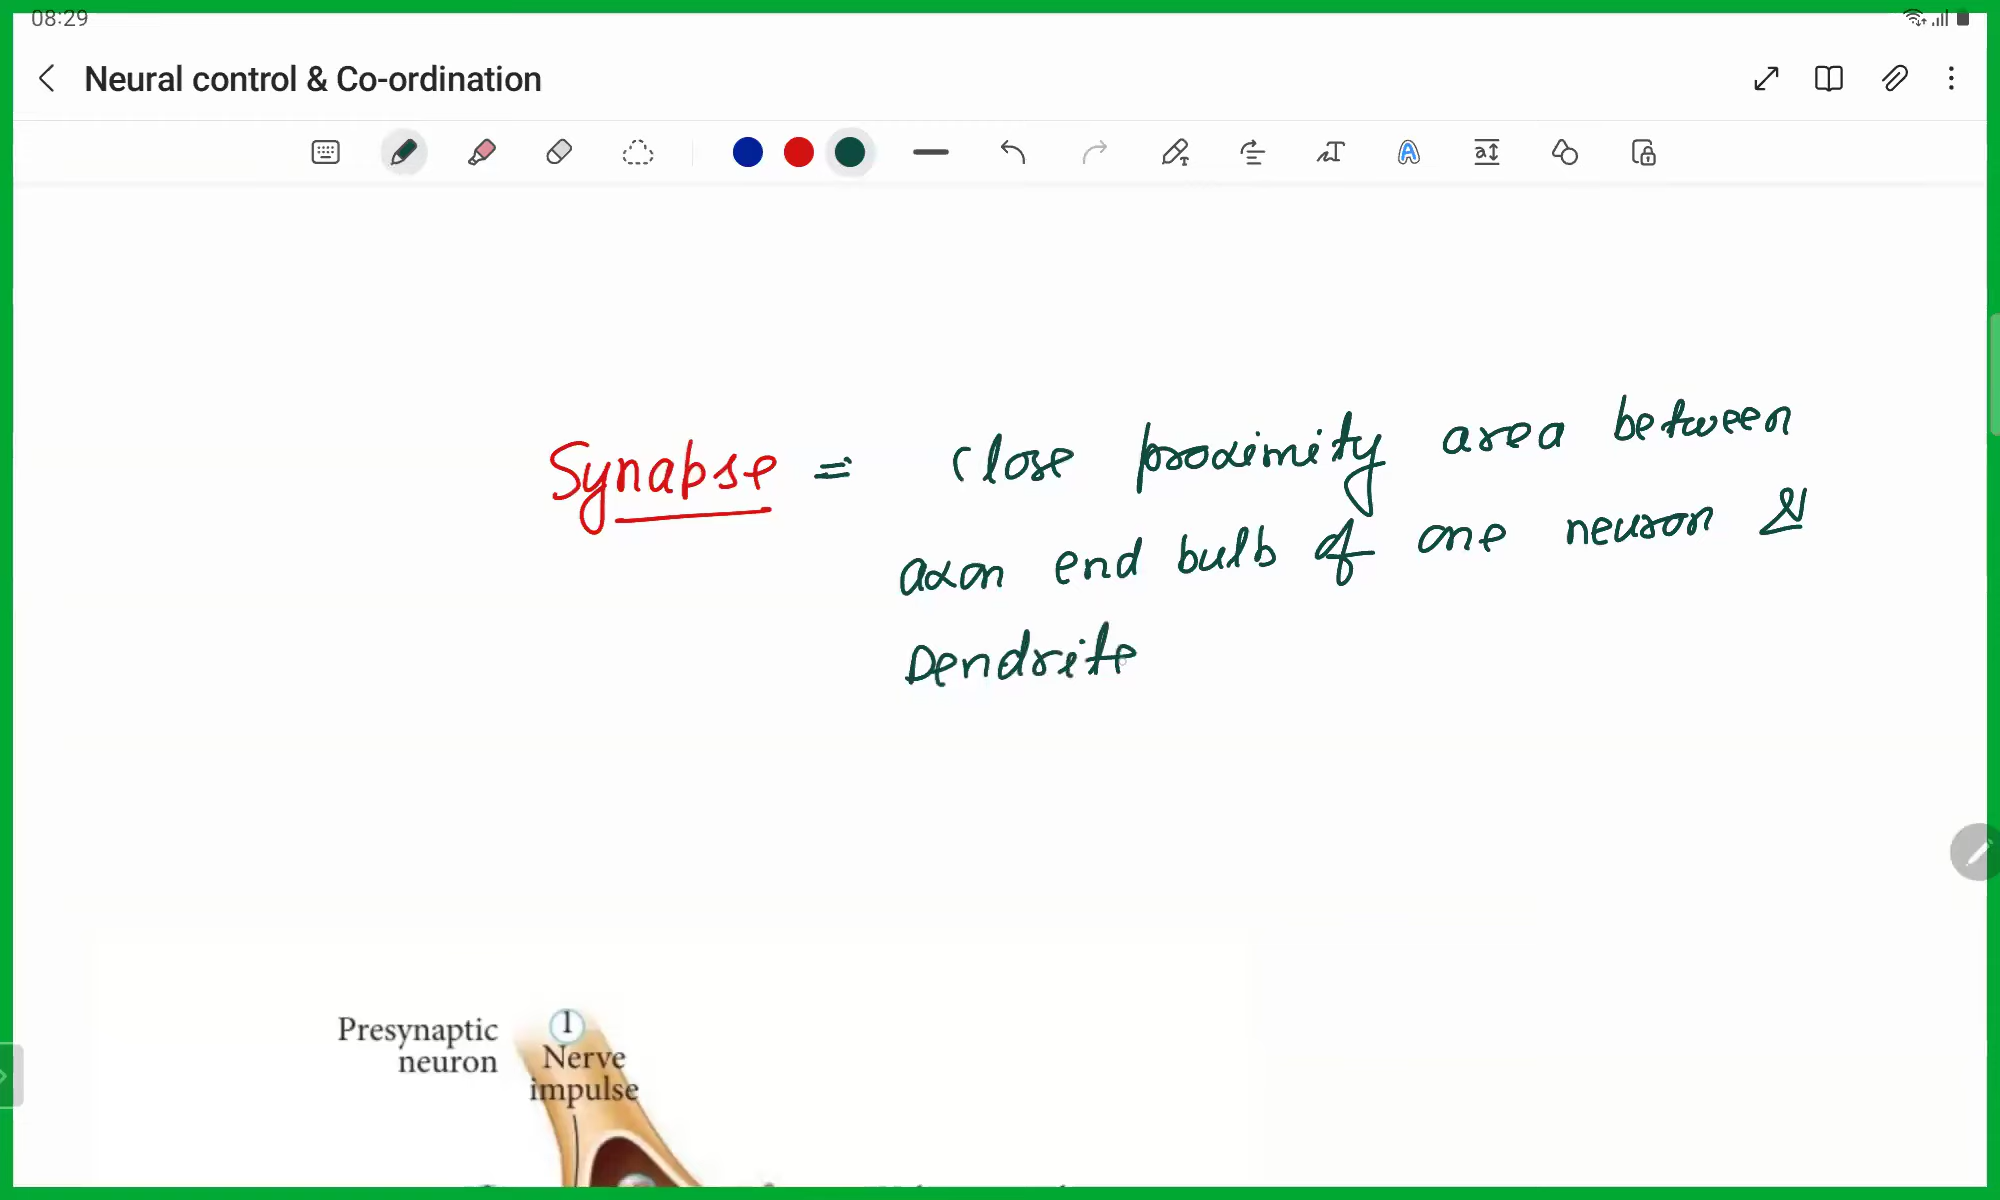 08:29
Neural control & Co-ordination
Synapse = close proximity area between
axon end bulb of one neuron &
Dendrite
Presynaptic
neuron
1
Nerve
impulse